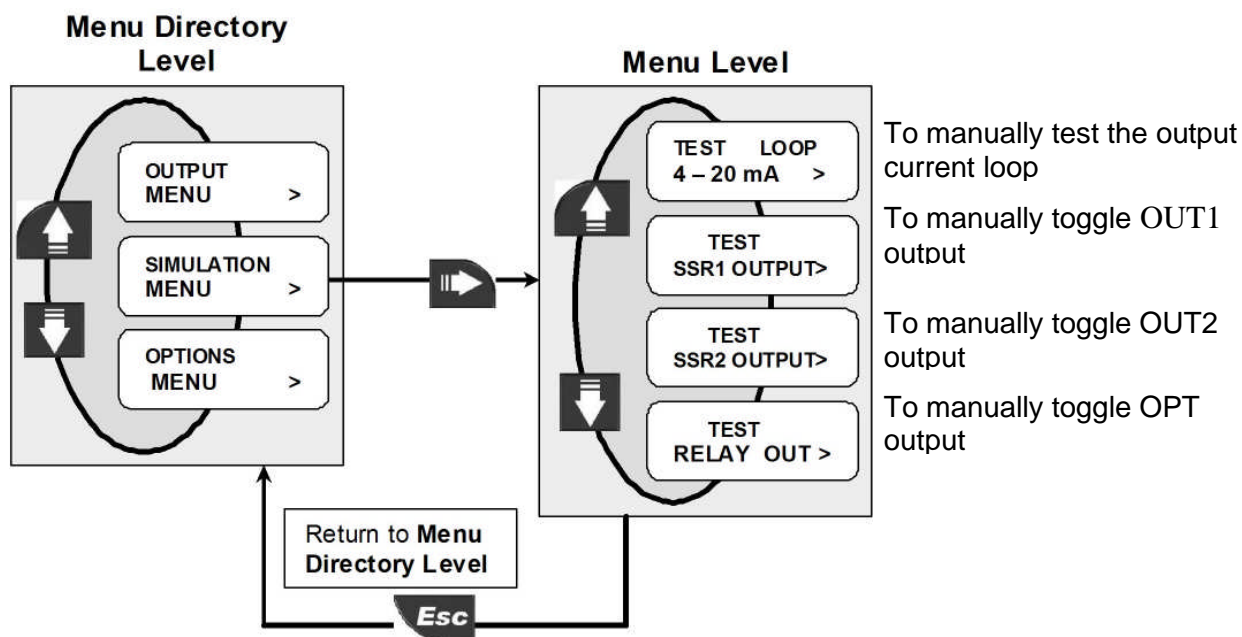 Menu Directory
Level
OUTPUT
MENU >
SIMULATION
MENU >
OPTIONS
MENU >
Menu Level
TEST LOOP
4 – 20 mA >
TEST
SSR1 OUTPUT>
TEST
SSR2 OUTPUT>
TEST
RELAY OUT >
To manually test the output
current loop
To manually toggle OUT1
output
To manually toggle OUT2
output
To manually toggle OPT
output
Return to Menu
Directory Level
Esc